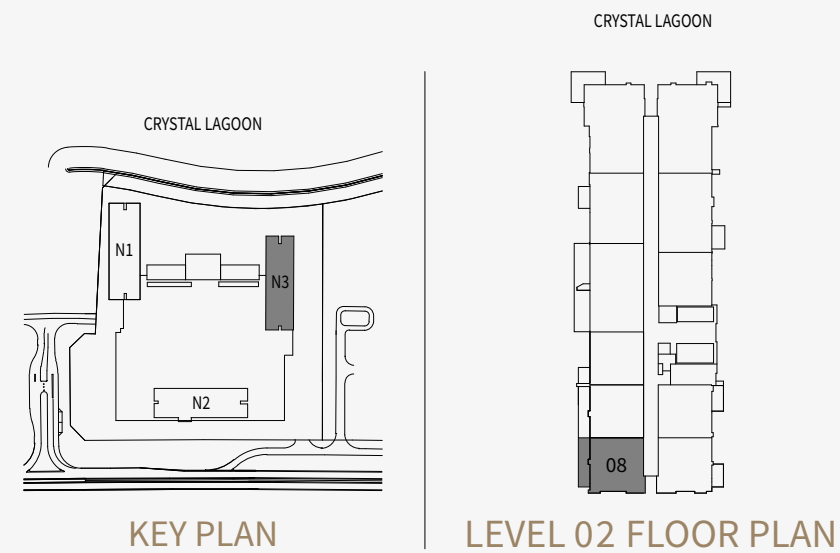 CRYSTAL LAGOON
N1
N3
N2
KEY PLAN
CRYSTAL LAGOON
08
LEVEL 02 FLOOR PLAN